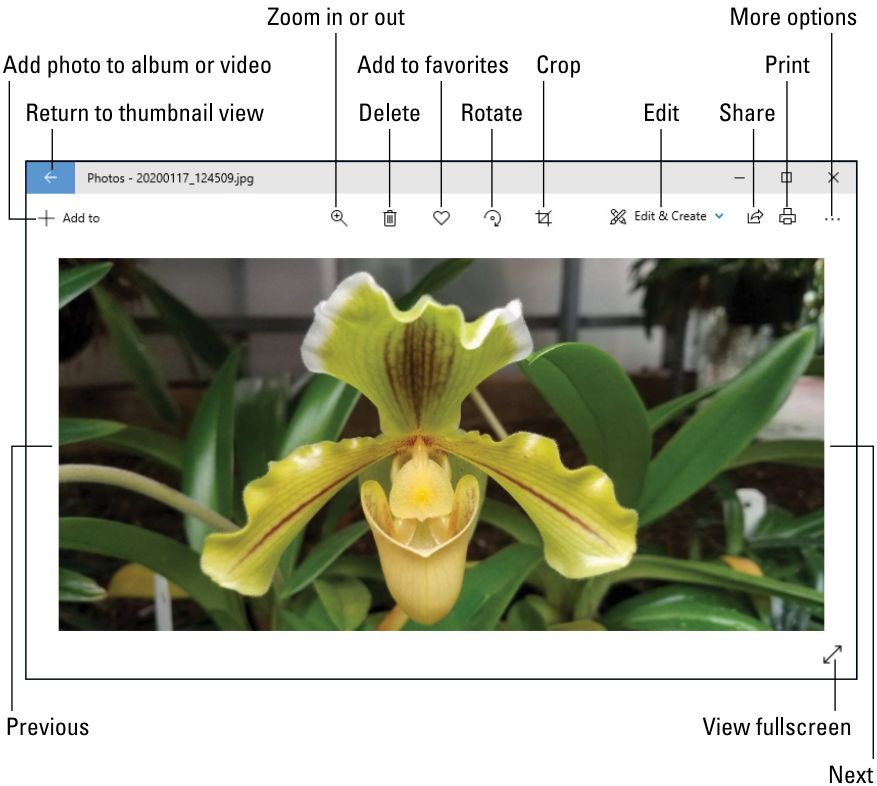 Zoom in or out
More options
Add photo to album or video
Add to favorites
Crop
Print
Return to thumbnail view
Delete
Rotate
Edit
Share
Photos - 20200117_124509.jpg
Add to
Edit & Create
Previous
View fullscreen
Next